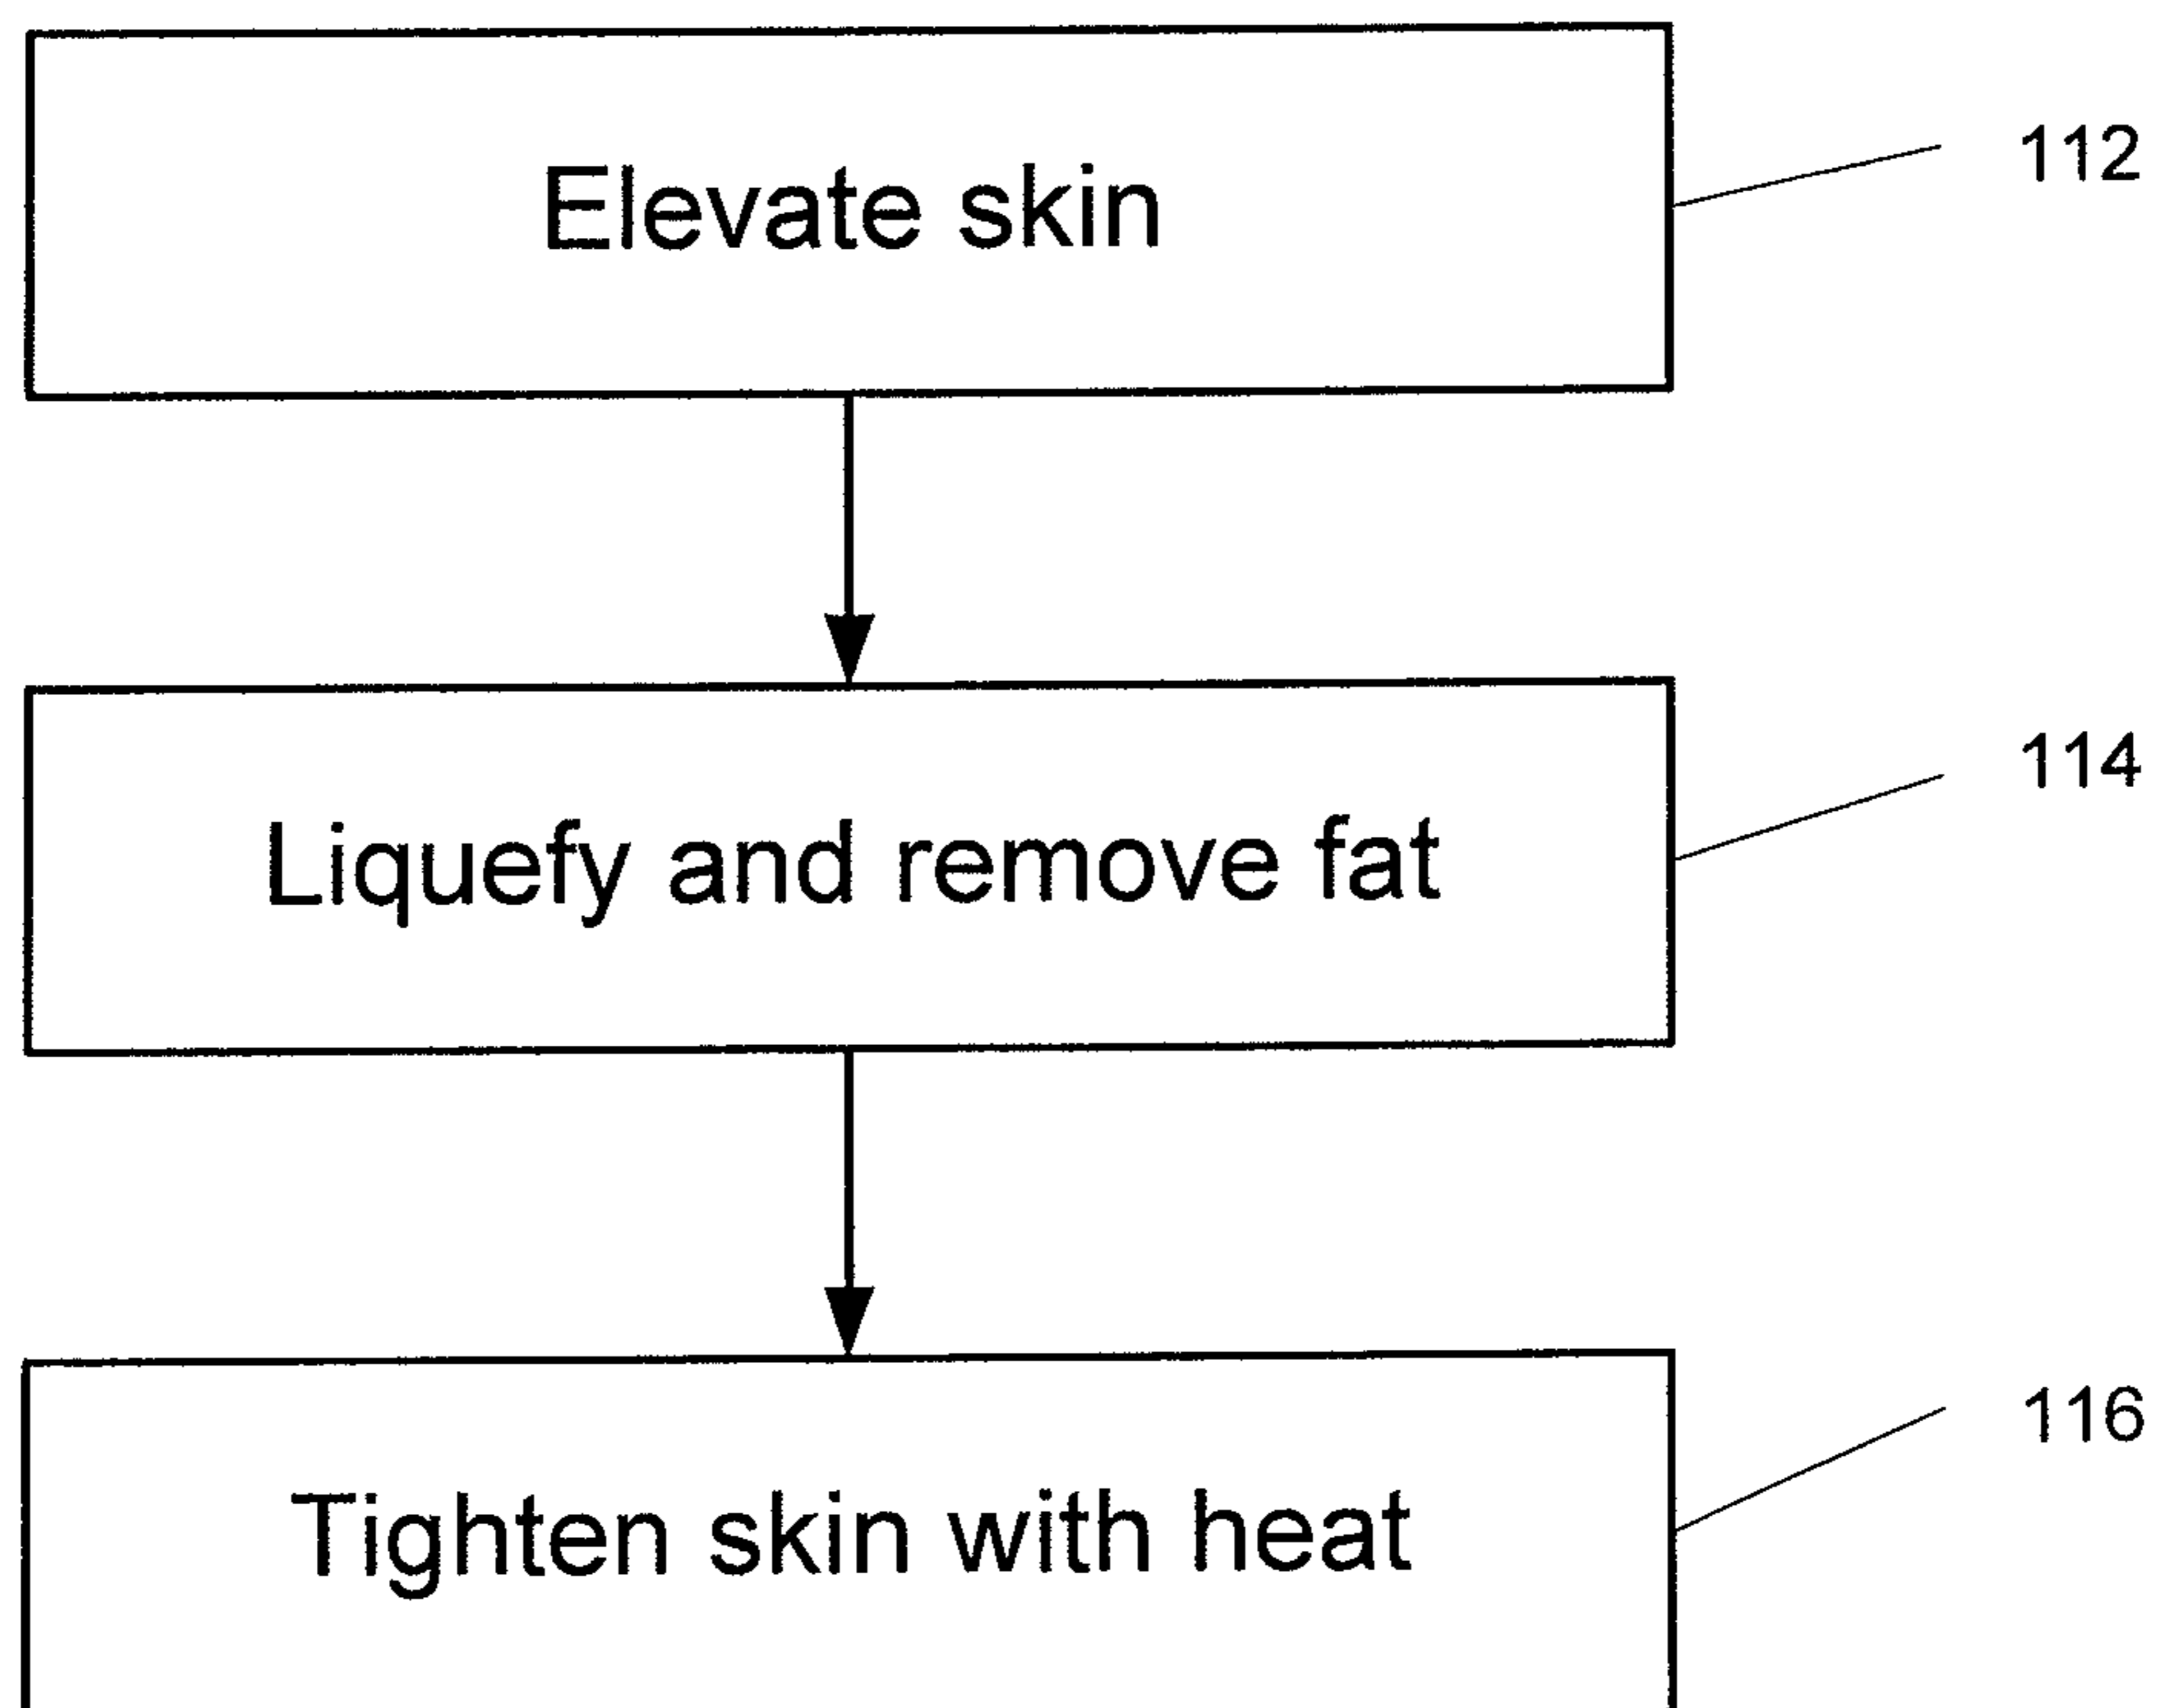 Elevate skin
112
Liquefy and remove fat
114
Tighten skin with heat
116